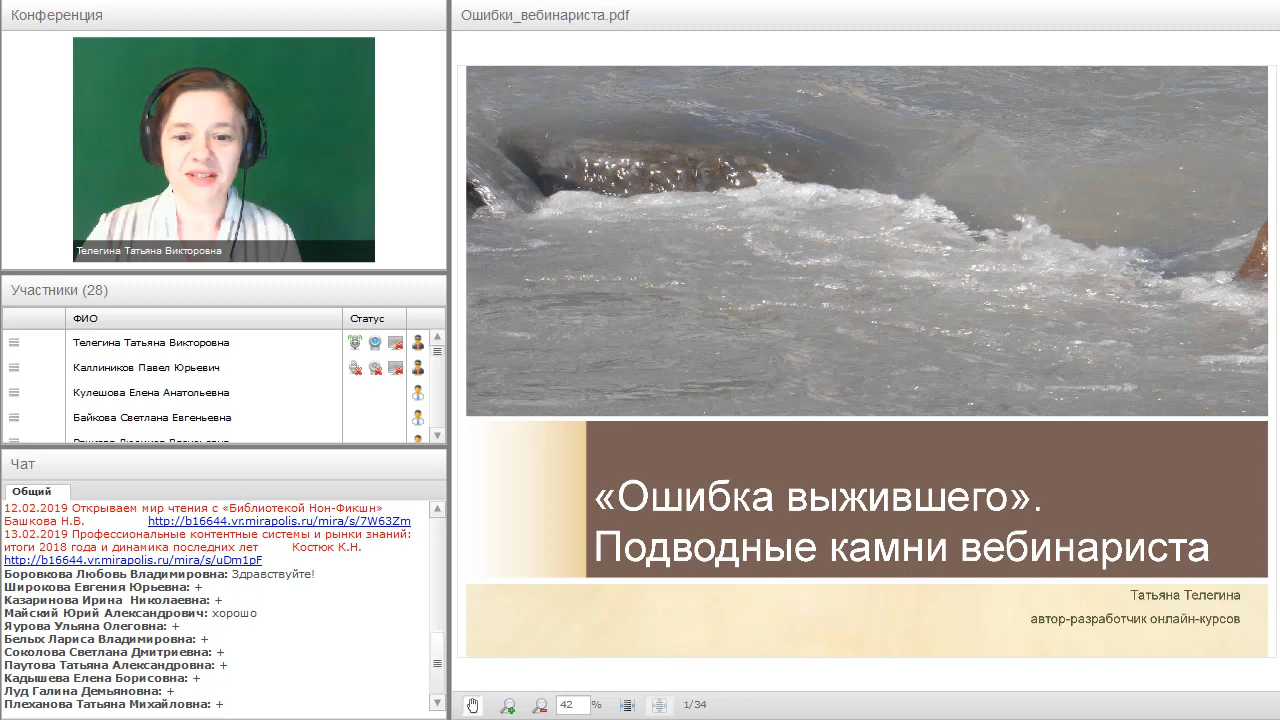 Конференция
Телегина Татьяна Викторовна
Участники (28)
ФИО
Статус
Телегина Татьяна Викторовна
Каллиников Павел Юрьевич
Кулешова Елена Анатольевна
Байкова Светлана Евгеньевна
Чат
Общий
12.02.2019 Открываем мир чтения с «Библиотекой Нон-Фикшн»
Башкова Н.В. http://b16644.vr.mirapolis.ru/mira/s/7W63Zm
13.02.2019 Профессиональные контентные системы и рынки знаний:
итоги 2018 года и динамика последних лет Костюк К.Н.
http://b16644.vr.mirapolis.ru/mira/s/uDm1pF
Боровкова Любовь Владимировна: Здравствуйте!
Широкова Евгения Юрьевна: +
Казаринова Ирина Николаевна: +
Майский Юрий Александрович: хорошо
Яурова Ульяна Олеговна: +
Белых Лариса Владимировна: +
Соколова Светлана Дмитриевна: +
Паутова Татьяна Александровна: +
Кадышева Елена Борисовна: +
Луд Галина Демьяновна: +
Плеханова Татьяна Михайловна: +
Ошибки_вебинариста.pdf
«Ошибка выжившего».
Подводные камни вебинариста
Татьяна Телегина
автор-разработчик онлайн-курсов
42 %
1/34